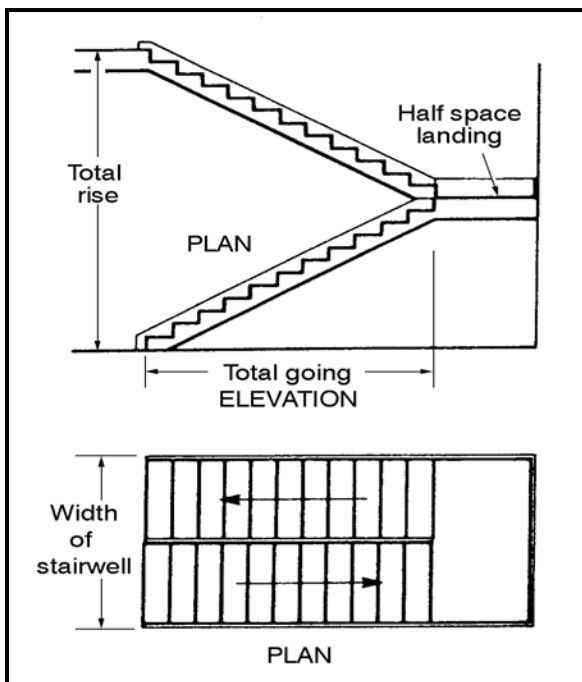 Half space
landing
Total
rise
PLAN
Total going
ELEVATION
Width
of
stairwell
PLAN